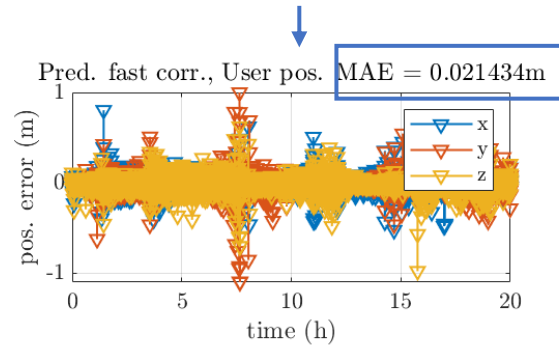 Pred. fast corr., User pos. MAE = 0.021434m
pos. error (m)
1
0
-1
x
y
z
0 5 10 15 20
time (h)